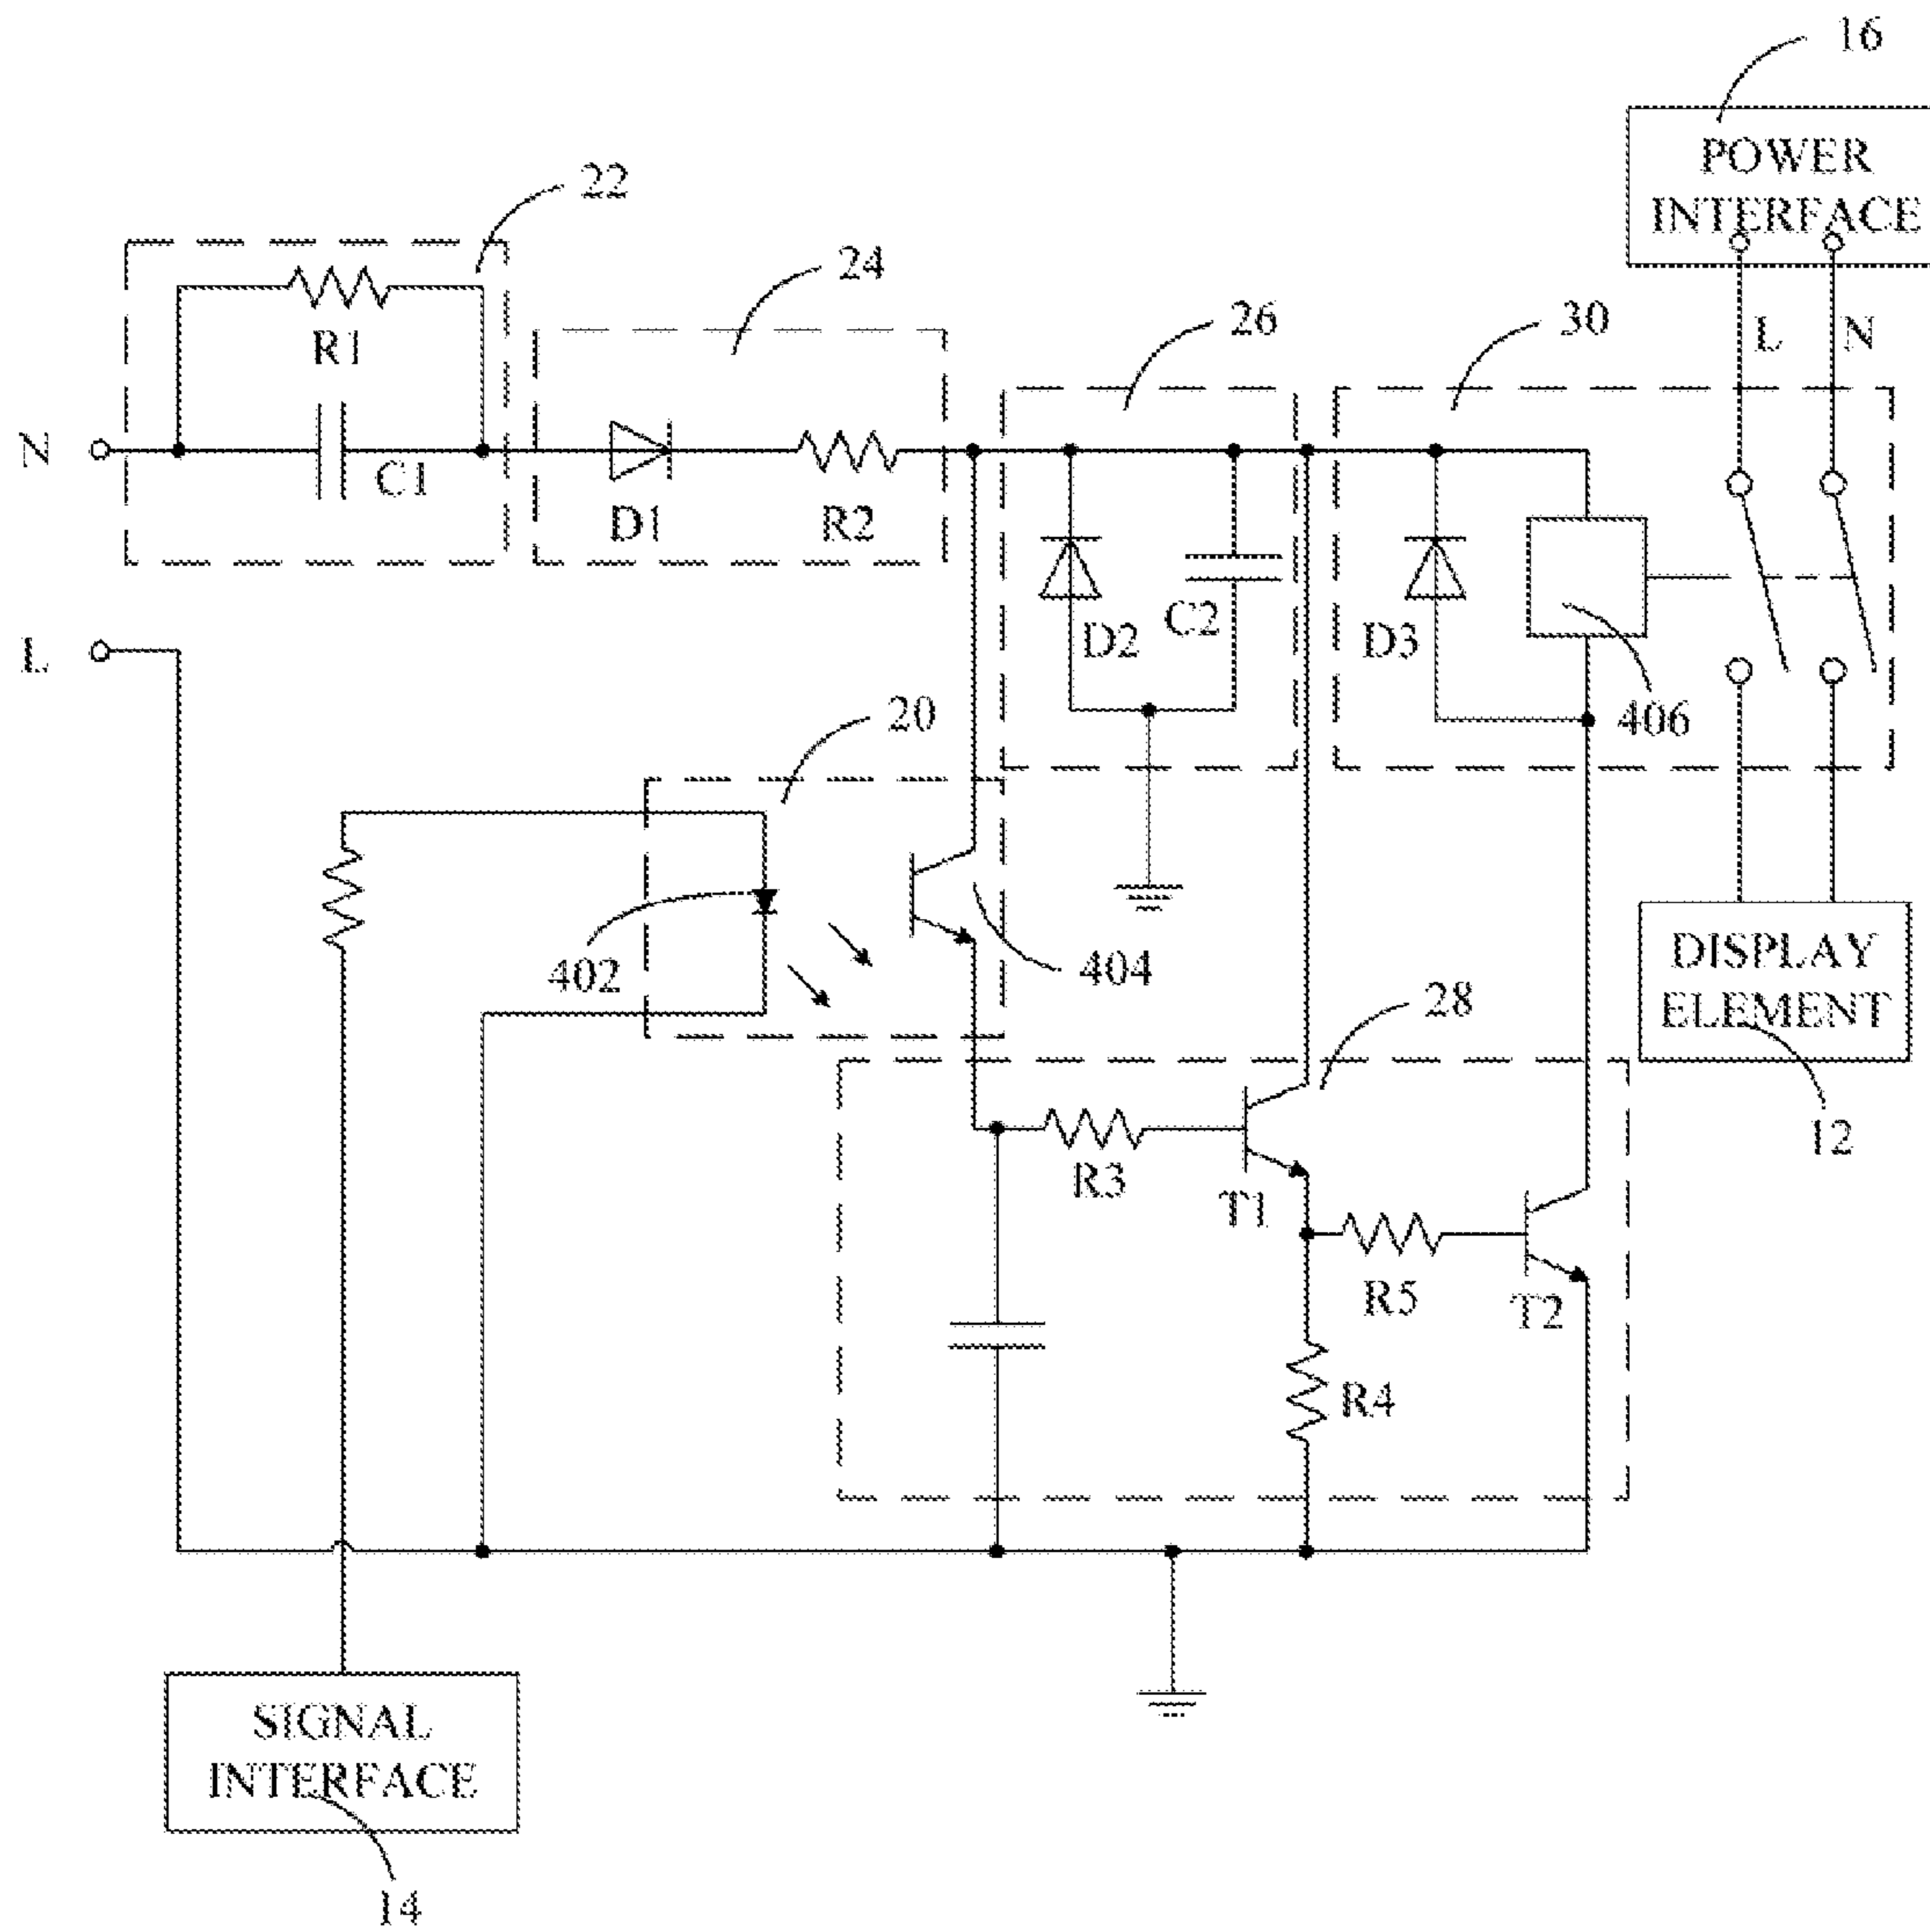 16
POWER
INTERFACE
22
24
26
30
L
N
R1
N
C1
D1
R2
D2
C2
D3
406
L
20
402
404
DISPLAY
ELEMENT
28
12
R3
T1
R5
T2
R4
SIGNAL
INTERFACE
14